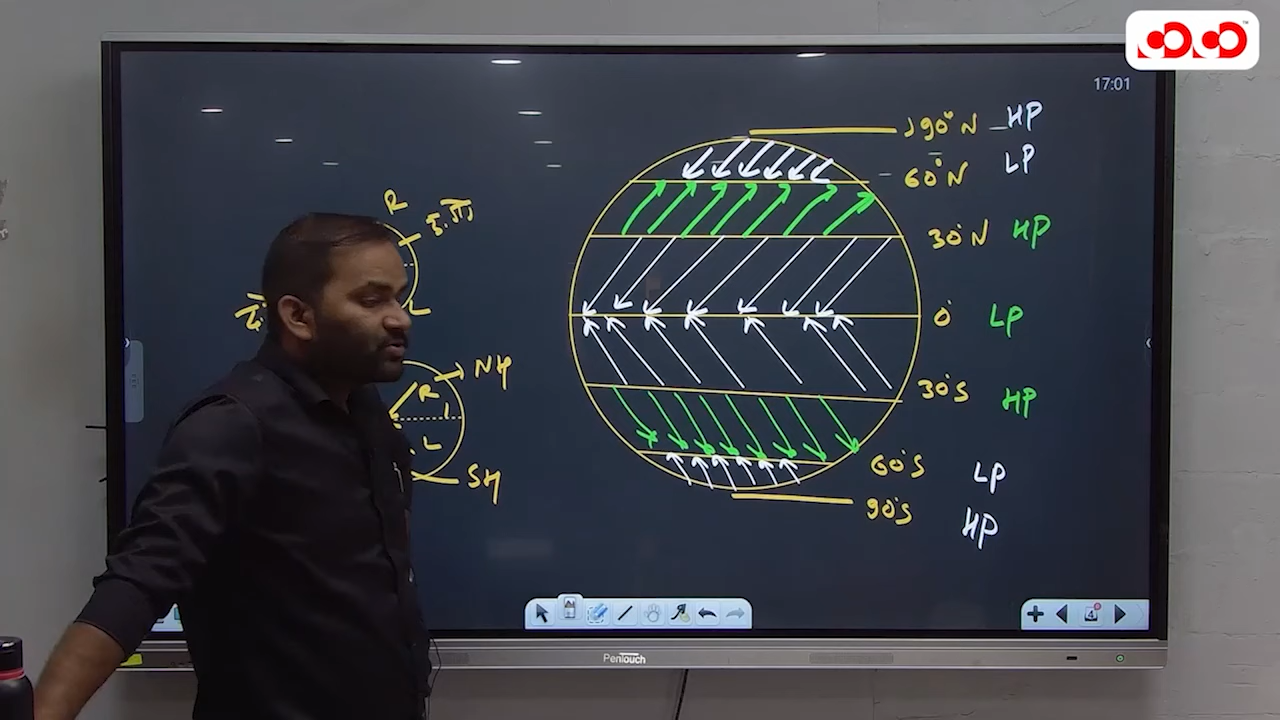 17:01
90°N HP
60°N LP
30°N HP
0° LP
30°S HP
60°S LP
90°S HP
R
L
R NH
L
SH
4
PenTouch